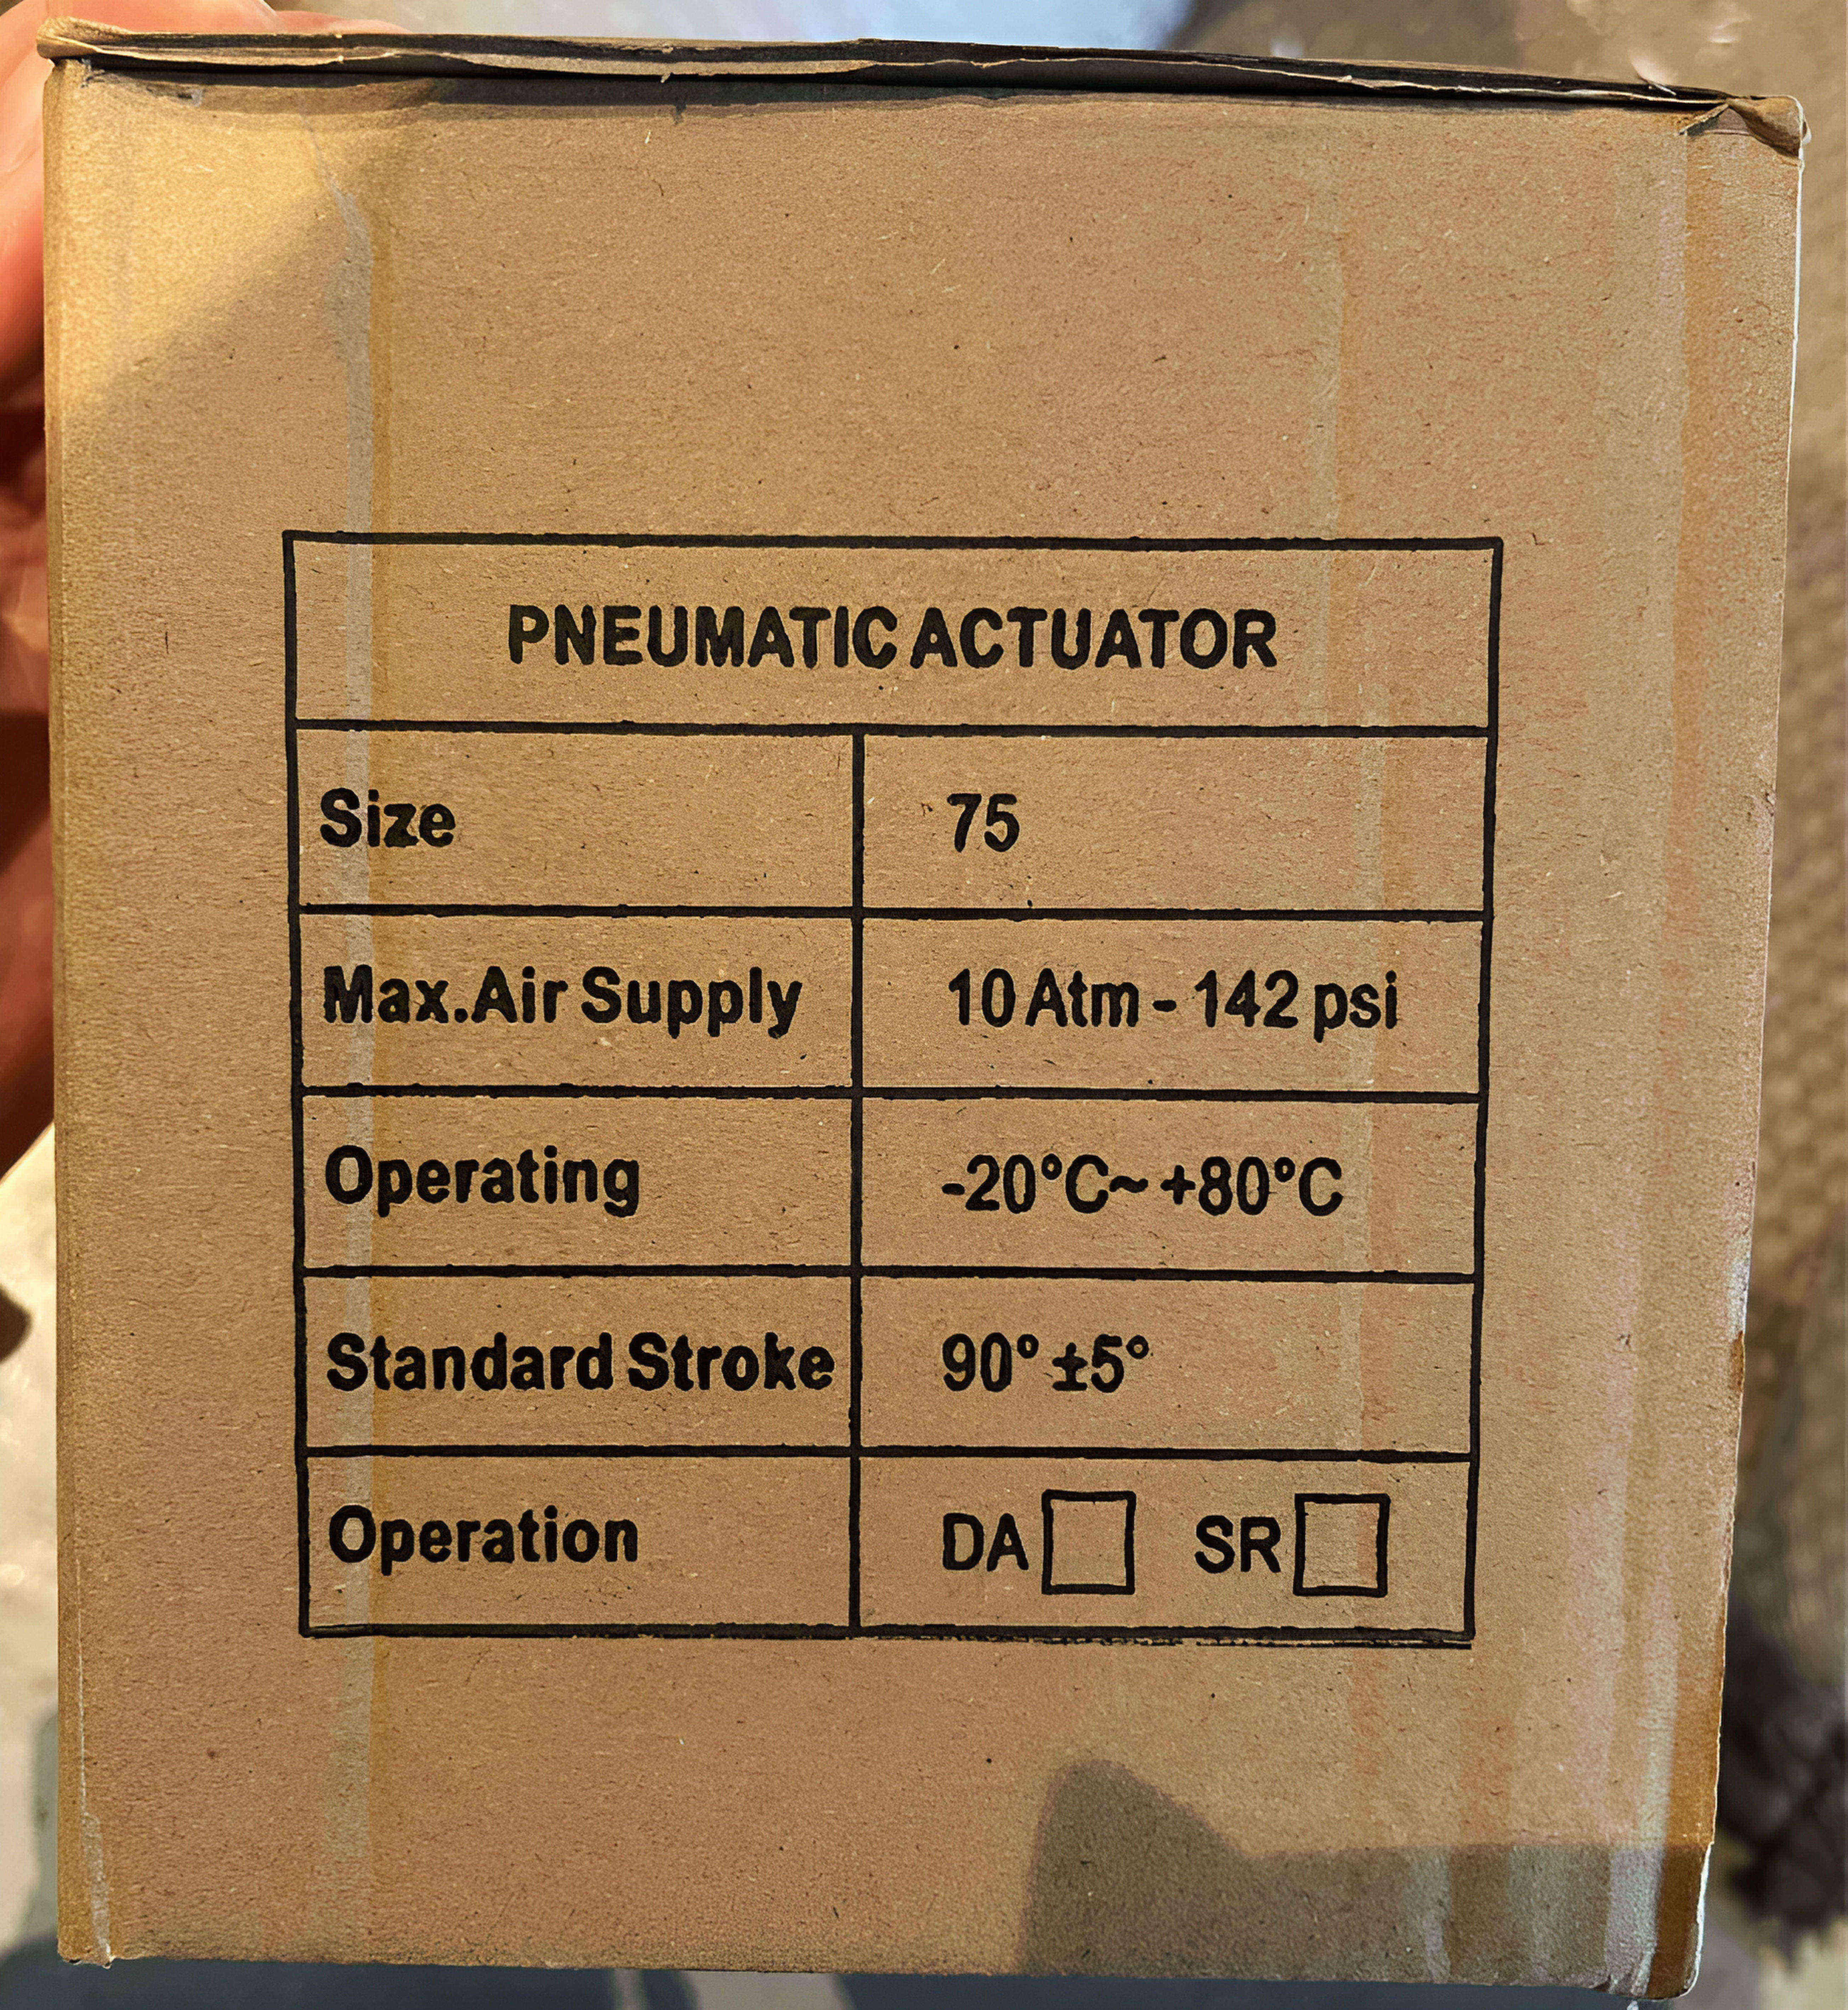 PNEUMATIC ACTUATOR
Size 75
Max.Air Supply 10 Atm - 142 psi
Operating -20°C~ +80°C
Standard Stroke 90° ±5°
Operation DA SR